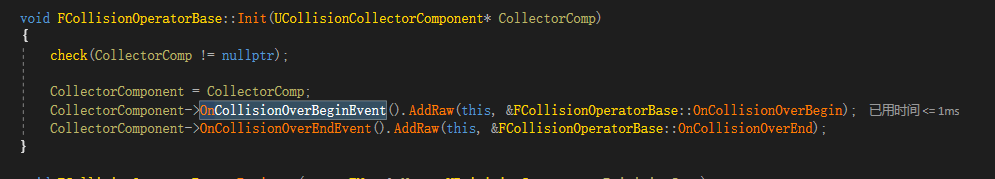 void FCollisionOperatorBase::Init(UCollisionCollectorComponent* CollectorComp)
{
check(CollectorComp != nullptr);
CollectorComponent = CollectorComp;
CollectorComponent->OnCollisionOverBeginEvent().AddRaw(this, &FCollisionOperatorBase::OnCollisionOverBegin); 已用时间 <= 1ms
CollectorComponent->OnCollisionOverEndEvent().AddRaw(this, &FCollisionOperatorBase::OnCollisionOverEnd);
}